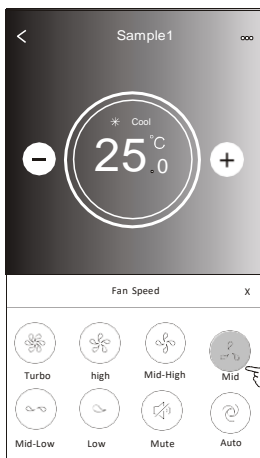 Sample1
Cool
25.0°C
Fan Speed X
Turbo high Mid-High Mid
Mid-Low Low Mute Auto